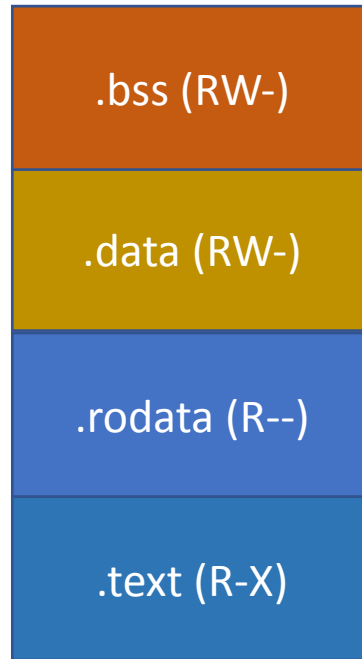 .bss (RW-)
.data (RW-)
.rodata (R--)
.text (R-X)